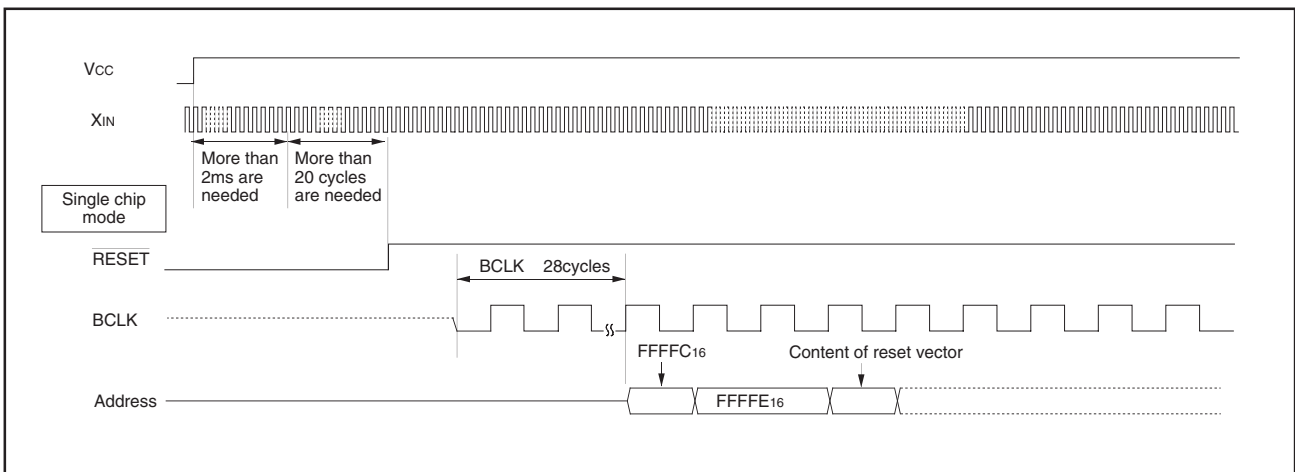 VCC
XIN
More than
2ms are
needed
More than
20 cycles
are needed
Single chip
mode
RESET
BCLK 28cycles
BCLK
FFFFC16
Content of reset vector
Address
FFFFE16